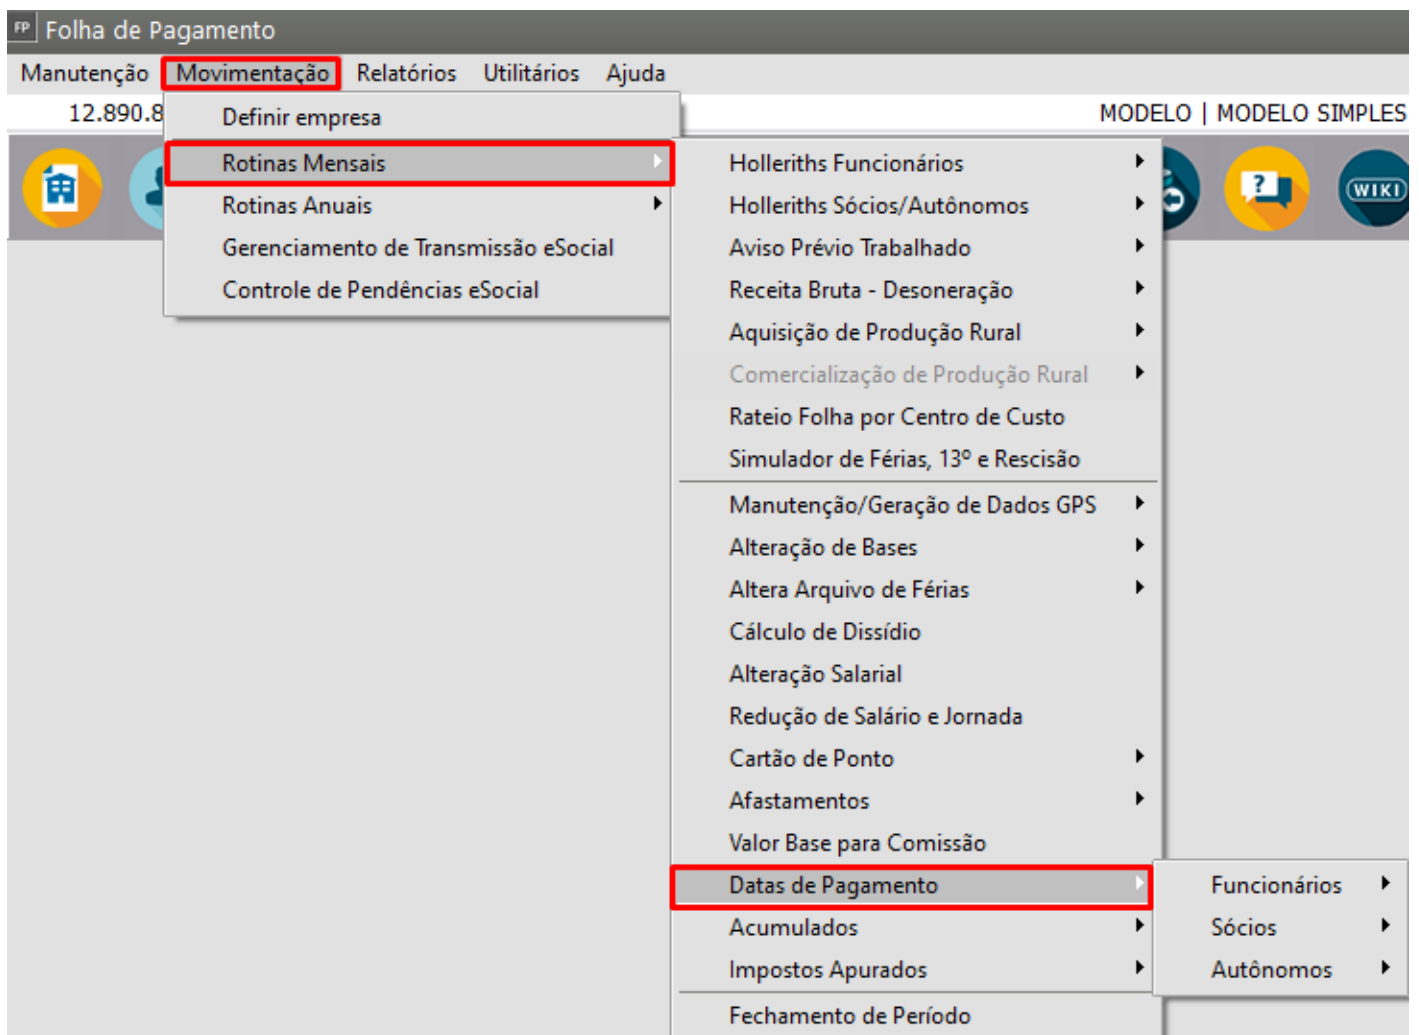 FP Folha de Pagamento
Manutenção Movimentação Relatórios Utilitários Ajuda
12.890.8 MODELO | MODELO SIMPLES
Definir empresa
Rotinas Mensais
Rotinas Anuais
Gerenciamento de Transmissão eSocial
Controle de Pendências eSocial
? WIKI
Holleriths Funcionários
Holleriths Sócios/Autônomos
Aviso Prévio Trabalhado
Receita Bruta - Desoneração
Aquisição de Produção Rural
Comercialização de Produção Rural
Rateio Folha por Centro de Custo
Simulador de Férias, 13º e Rescisão
Manutenção/Geração de Dados GPS
Alteração de Bases
Altera Arquivo de Férias
Cálculo de Dissídio
Alteração Salarial
Redução de Salário e Jornada
Cartão de Ponto
Afastamentos
Valor Base para Comissão
Datas de Pagamento
Acumulados
Impostos Apurados
Fechamento de Período
Funcionários
Sócios
Autônomos